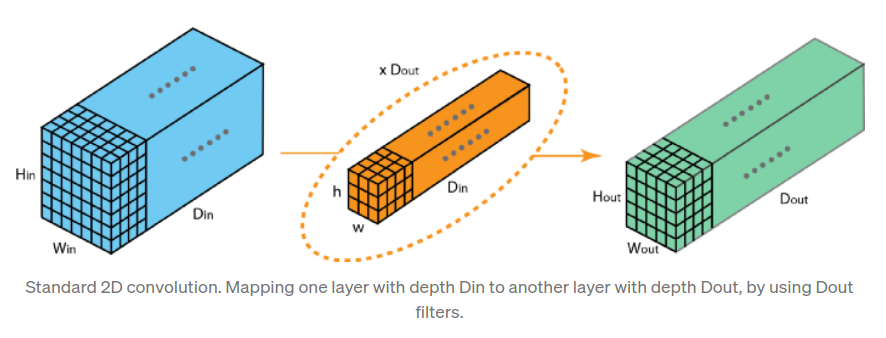 x Dout
Hin
Din
Win
h
Din
w
Hout
Dout
Wout
Standard 2D convolution. Mapping one layer with depth Din to another layer with depth Dout, by using Dout
filters.